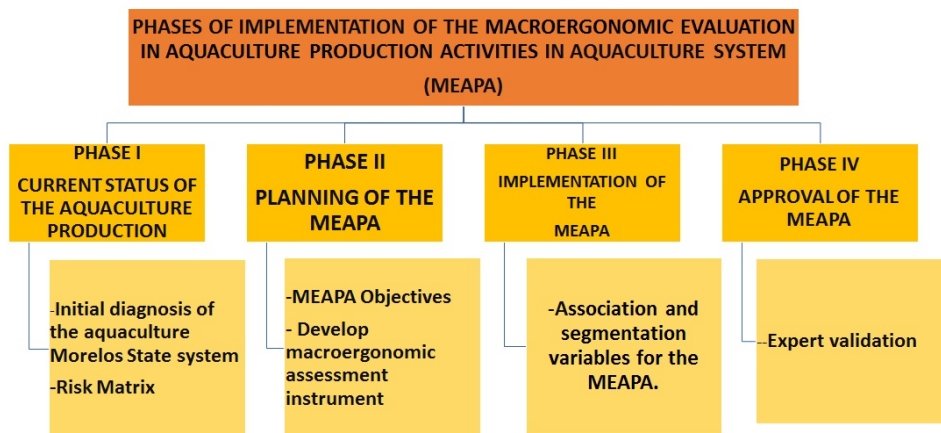 PHASES OF IMPLEMENTATION OF THE MACROERGONOMIC EVALUATION
IN AQUACULTURE PRODUCTION ACTIVITIES IN AQUACULTURE SYSTEM
(MEAPA)
PHASE I
CURRENT STATUS OF
THE AQUACULTURE
PRODUCTION
-Initial diagnosis of
the aquaculture
Morelos State system
-Risk Matrix
PHASE II
PLANNING OF THE
MEAPA
-MEAPA Objectives
- Develop
macroergonomic
assessment
instrument
PHASE III
IMPLEMENTATION OF
THE
MEAPA
-Association and
segmentation
variables for the
MEAPA.
PHASE IV
APPROVAL OF THE
MEAPA
--Expert validation